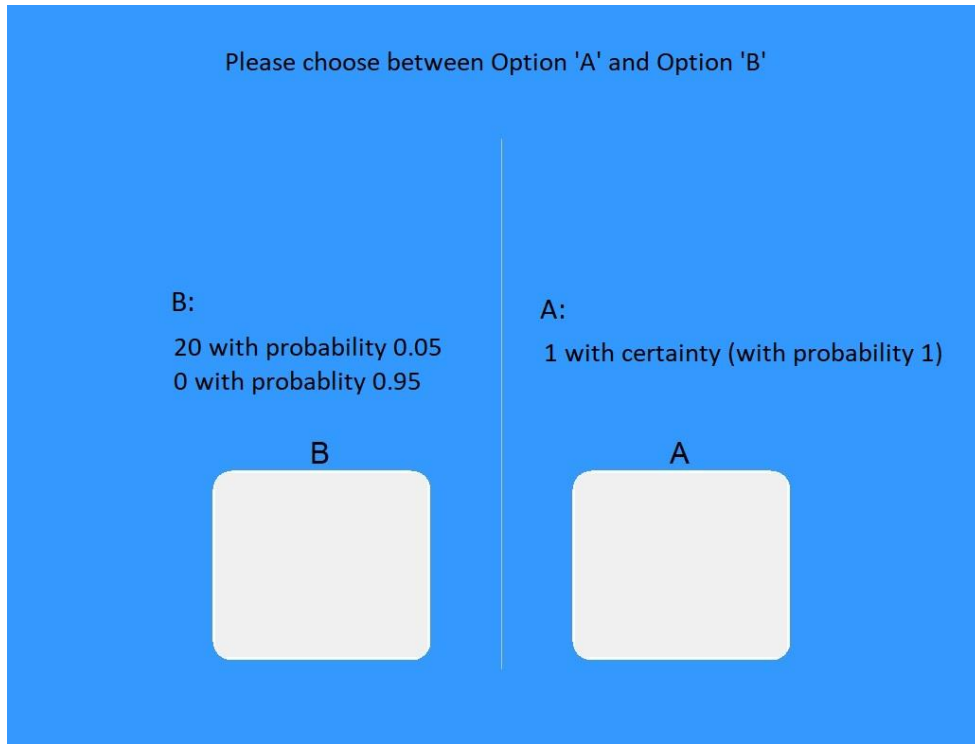 Please choose between Option 'A' and Option 'B'
B:
20 with probability 0.05
0 with probablity 0.95
A:
1 with certainty (with probability 1)
B
A